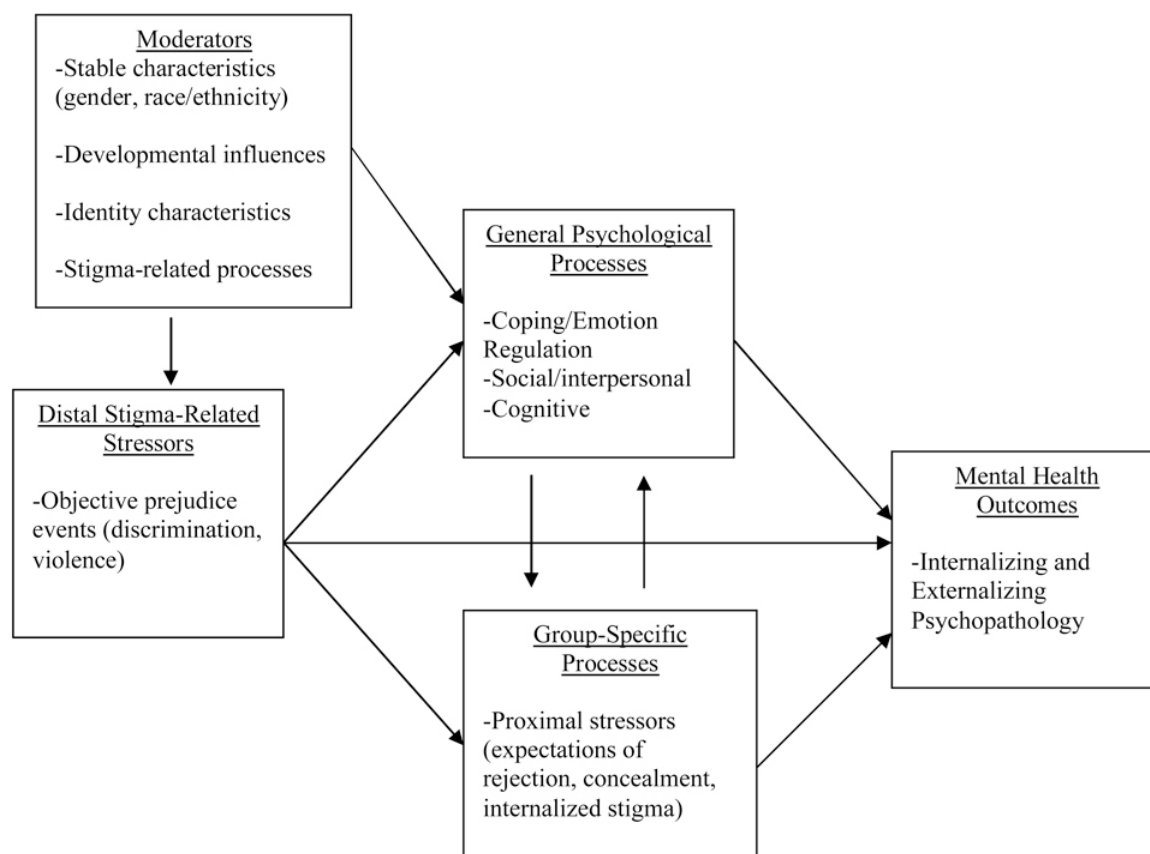 Moderators
-Stable characteristics
(gender, race/ethnicity)
-Developmental influences
-Identity characteristics
-Stigma-related processes
General Psychological
Processes
-Coping/Emotion
Regulation
-Social/interpersonal
-Cognitive
Distal Stigma-Related
Stressors
-Objective prejudice
events (discrimination,
violence)
Mental Health
Outcomes
-Internalizing and
Externalizing
Psychopathology
Group-Specific
Processes
-Proximal stressors
(expectations of
rejection, concealment,
internalized stigma)